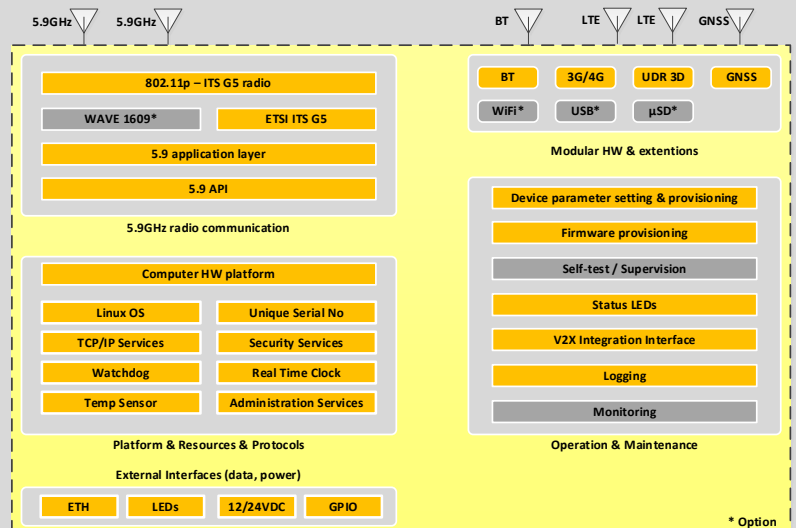 5.9GHz 5.9GHz BT LTE LTE GNSS
802.11p – ITS G5 radio
WAVE 1609* ETSI ITS G5
5.9 application layer
5.9 API
5.9GHz radio communication
BT 3G/4G UDR 3D GNSS
WiFi* USB* µSD*
Modular HW & extentions
Computer HW platform
Linux OS Unique Serial No
TCP/IP Services Security Services
Watchdog Real Time Clock
Temp Sensor Administration Services
Platform & Resources & Protocols
Device parameter setting & provisioning
Firmware provisioning
Self-test / Supervision
Status LEDs
V2X Integration Interface
Logging
Monitoring
Operation & Maintenance
External Interfaces (data, power)
ETH LEDs 12/24VDC GPIO
* Option